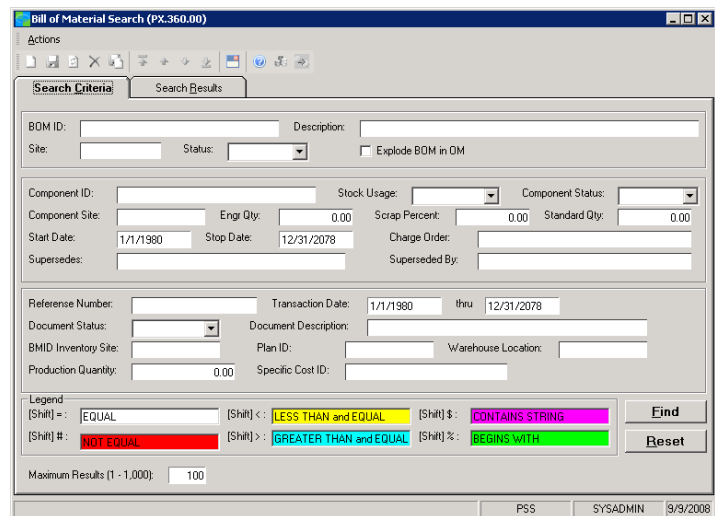 Bill of Material Search (PX.360.00)
Actions
Search Criteria Search Results
BOM ID: Description:
Site: Status: Explode BOM in OM
Component ID: Stock Usage: Component Status:
Component Site: Engr Qty: 0.00 Scrap Percent: 0.00 Standard Qty: 0.00
Start Date: 1/1/1980 Stop Date: 12/31/2078 Charge Order:
Supersedes: Superseded By:
Referense Number: Transaction Date: 1/1/1980 thru 12/31/2078
Document Status: Document Description:
BMID Inventory Site: Plan ID: Warehouse Location:
Production Quantity: 0.00 Specific Cost ID:
Legend
[Shift] = : EQUAL [Shift] < : LESS THAN and EQUAL [Shift] $ : CONTAINS STRING Find
[Shift] # : NOT EQUAL [Shift] > : GREATER THAN and EQUAL [Shift] % : BEGINS WITH Reset
Maximum Results (1 - 1,000): 100
PSS SYSADMIN 9/9/2008